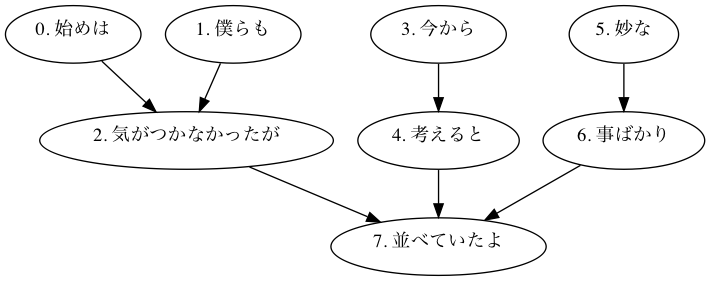 0. 始めは
1. 僕らも
3. 今から
5. 妙な
2. 気がつかなかったが
4. 考えると
6. 事ばかり
7. 並べていたよ